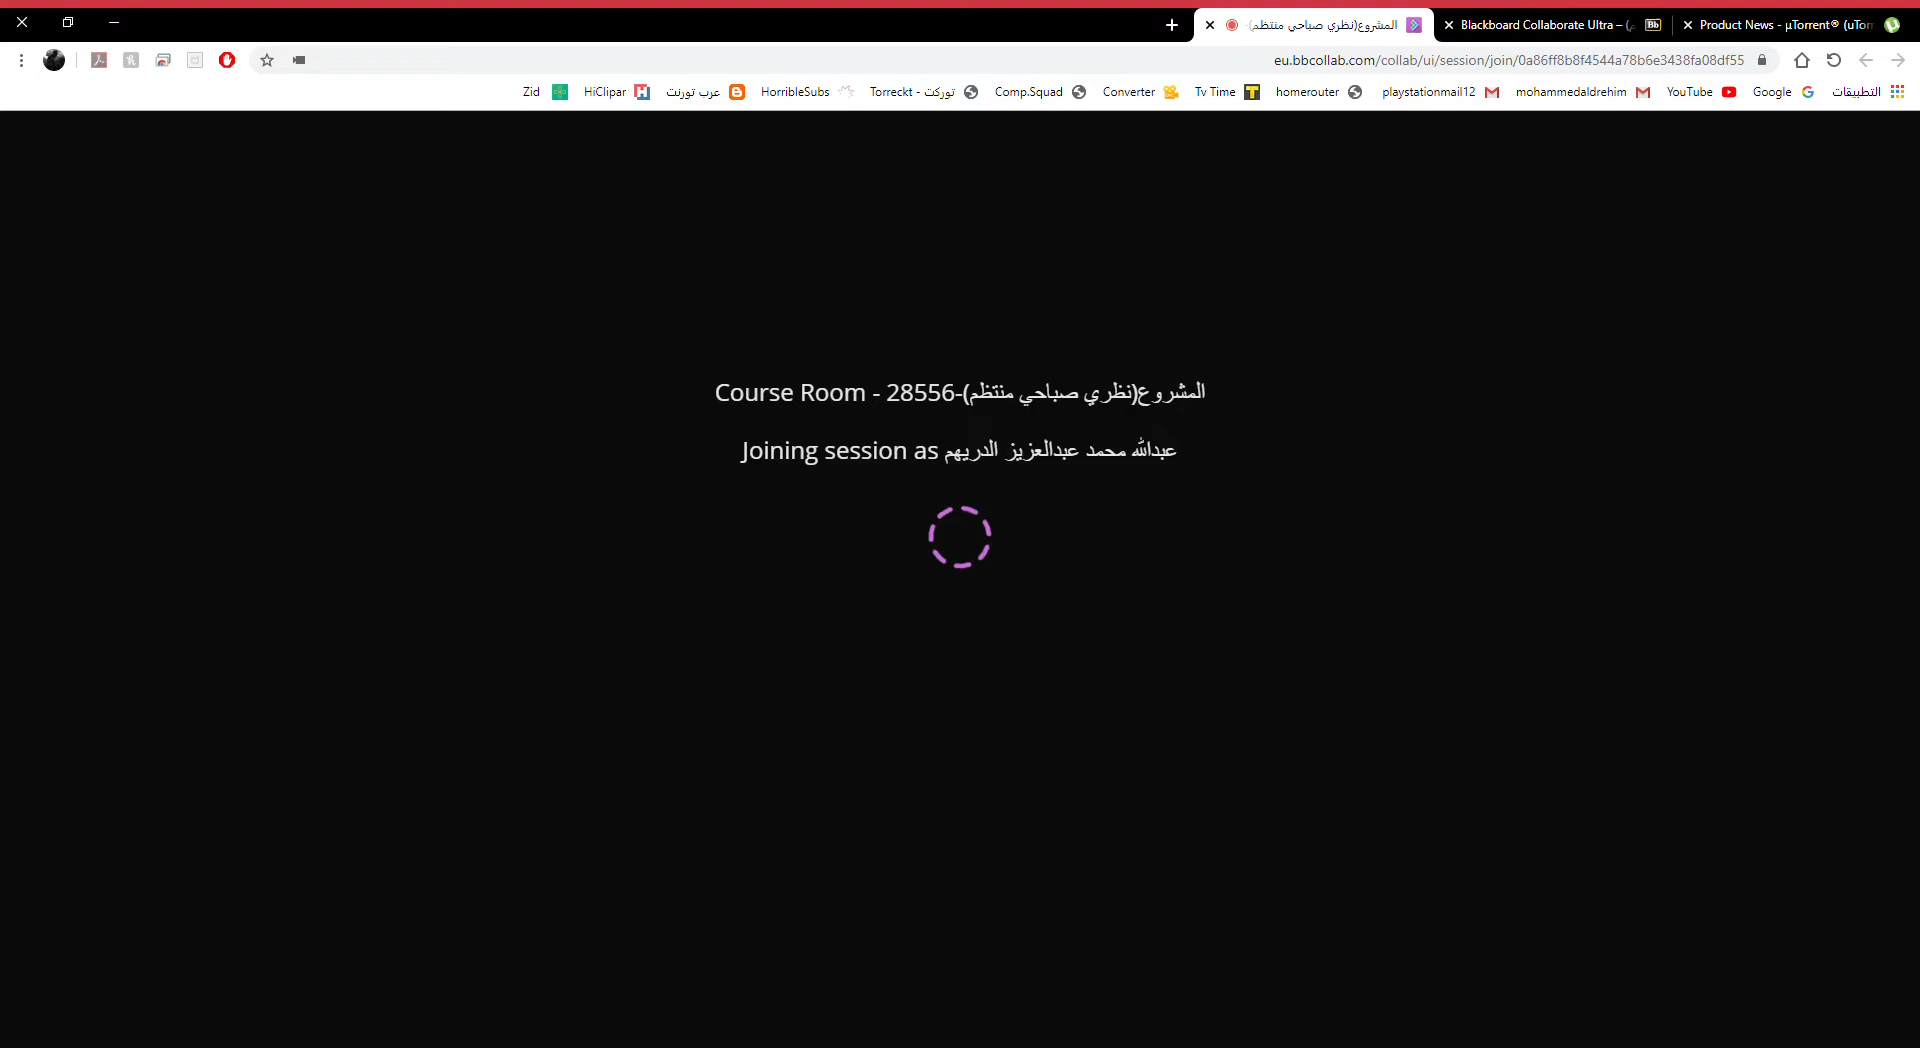 المشروع(نظري صباحي منتظم)-
Blackboard Collaborate Ultra – (م
Product News - µTorrent® (uTorr
eu.bbcollab.com/collab/ui/session/join/0a86ff8b8f4544a78b6e3438fa08df55
التطبيقات
Google
YouTube
mohammedaldrehim
playstationmail12
homerouter
Tv Time
Converter
Comp.Squad
Torreckt - توركت
HorribleSubs
عرب تورنت
HiClipar
Zid
Course Room - 28556-المشروع(نظري صباحي منتظم)
Joining session as عبدالله محمد عبدالعزيز الدريهم